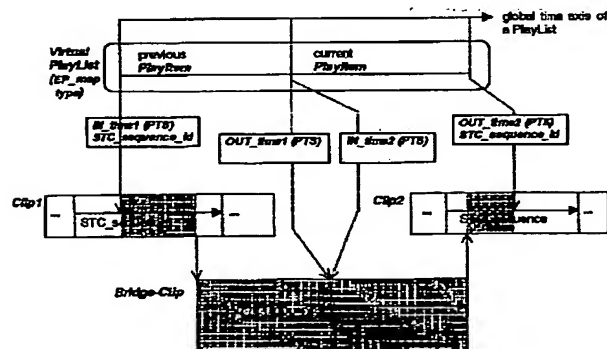 global time axis of
a PlayList
Virtual
PlayList
(EP_map
type)
previous
PlayItem
current
PlayItem
IN_time1 (PTS)
STC_sequence_id
OUT_time1 (PTS)
IN_time2 (PTS)
OUT_time2 (PTS)
STC_sequence_id
Clip1
STC_s
Clip2
Bridge-Clip